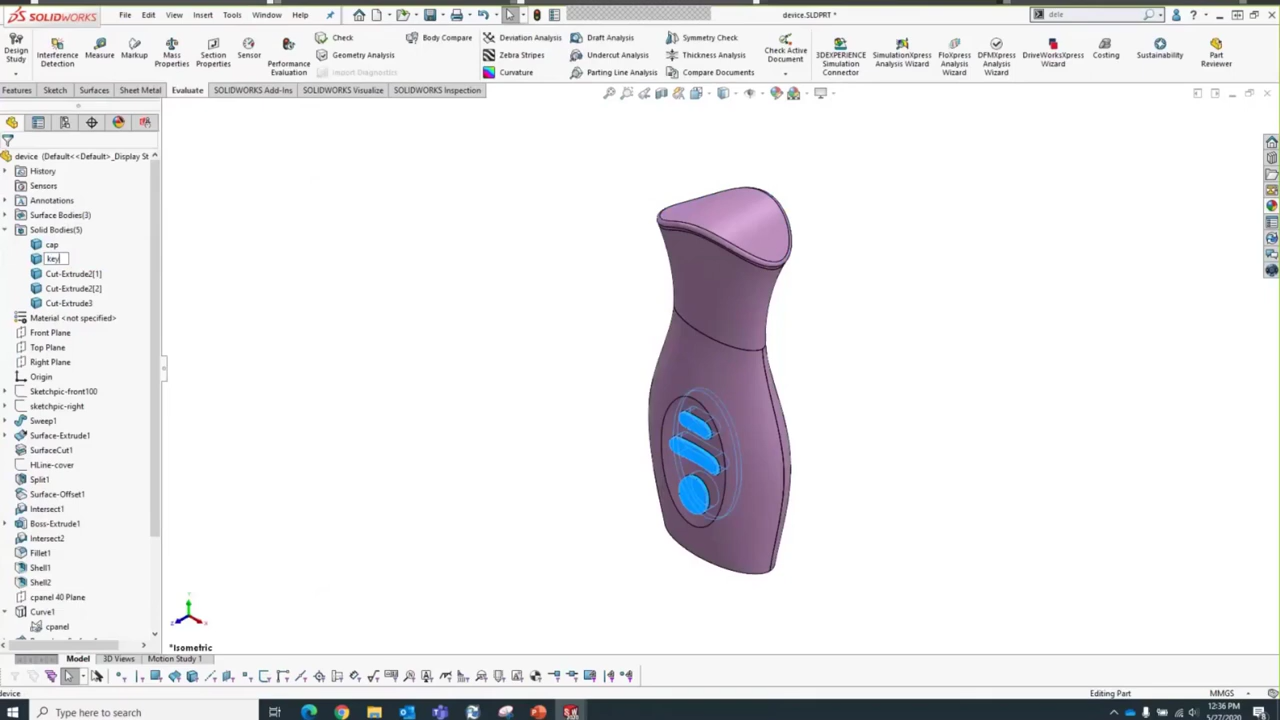 SOLIDWORKS File Edit View Insert Tools Window Help device.SLDPRT * dele
Design Study Interference Detection Measure Markup Mass Properties Section Properties Sensor Performance Evaluation
Check Geometry Analysis Import Diagnostics Body Compare
Deviation Analysis Zebra Stripes Curvature
Draft Analysis Undercut Analysis Parting Line Analysis
Symmetry Check Thickness Analysis Compare Documents
Check Active Document 3DEXPERIENCE Simulation Connector SimulationXpress Analysis Wizard FloXpress Analysis Wizard DFMXpress Analysis Wizard DriveWorksXpress Wizard Costing Sustainability Part Reviewer
Features Sketch Surfaces Sheet Metal Evaluate SOLIDWORKS Add-Ins SOLIDWORKS Visualize SOLIDWORKS Inspection
device (Default<<Default>_Display St
History
Sensors
Annotations
Surface Bodies(3)
Solid Bodies(5)
cap
key
Cut-Extrude2[1]
Cut-Extrude2[2]
Cut-Extrude3
Material <not specified>
Front Plane
Top Plane
Right Plane
Origin
Sketchpic-front100
sketchpic-right
Sweep1
Surface-Extrude1
SurfaceCut1
HLine-cover
Split1
Surface-Offset1
Intersect1
Boss-Extrude1
Intersect2
Fillet1
Shell1
Shell2
cpanel 40 Plane
Curve1
cpanel
*Isometric
Model 3D Views Motion Study 1
device Editing Part MMGS
Type here to search 12:36 PM
5/27/2020